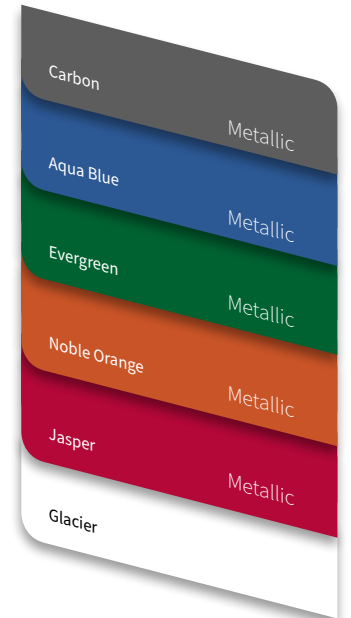 Carbon
Metallic
Aqua Blue
Metallic
Evergreen
Metallic
Noble Orange
Metallic
Jasper
Metallic
Glacier